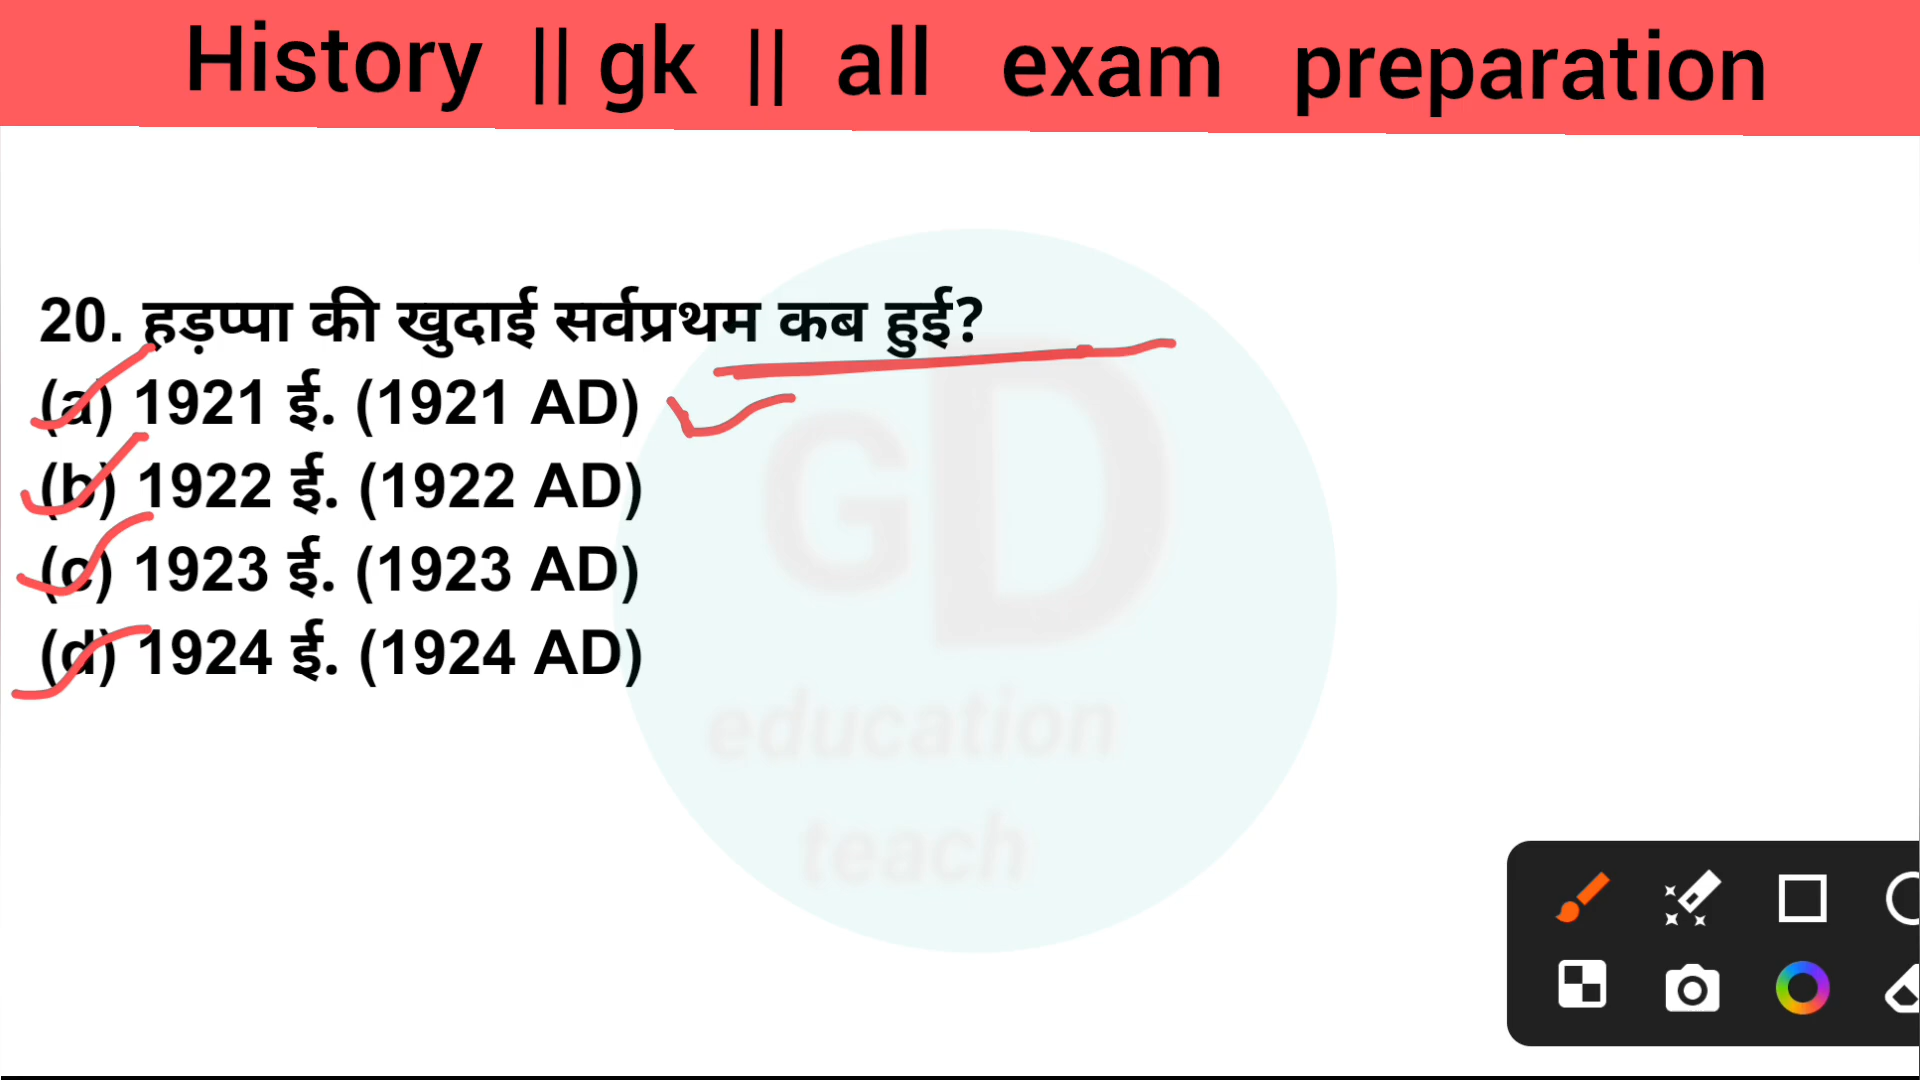 History || gk || all exam preparation
20. हड़प्पा की खुदाई सर्वप्रथम कब हुई?
(a) 1921 ई. (1921 AD)
(b) 1922 ई. (1922 AD)
(c) 1923 ई. (1923 AD)
(d) 1924 ई. (1924 AD)
GD
education
teach